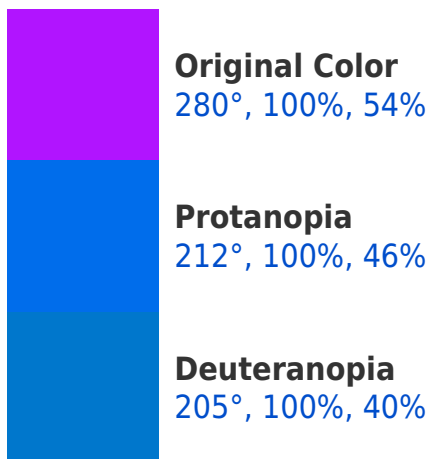 Original Color
280°, 100%, 54%
Protanopia
212°, 100%, 46%
Deuteranopia
205°, 100%, 40%